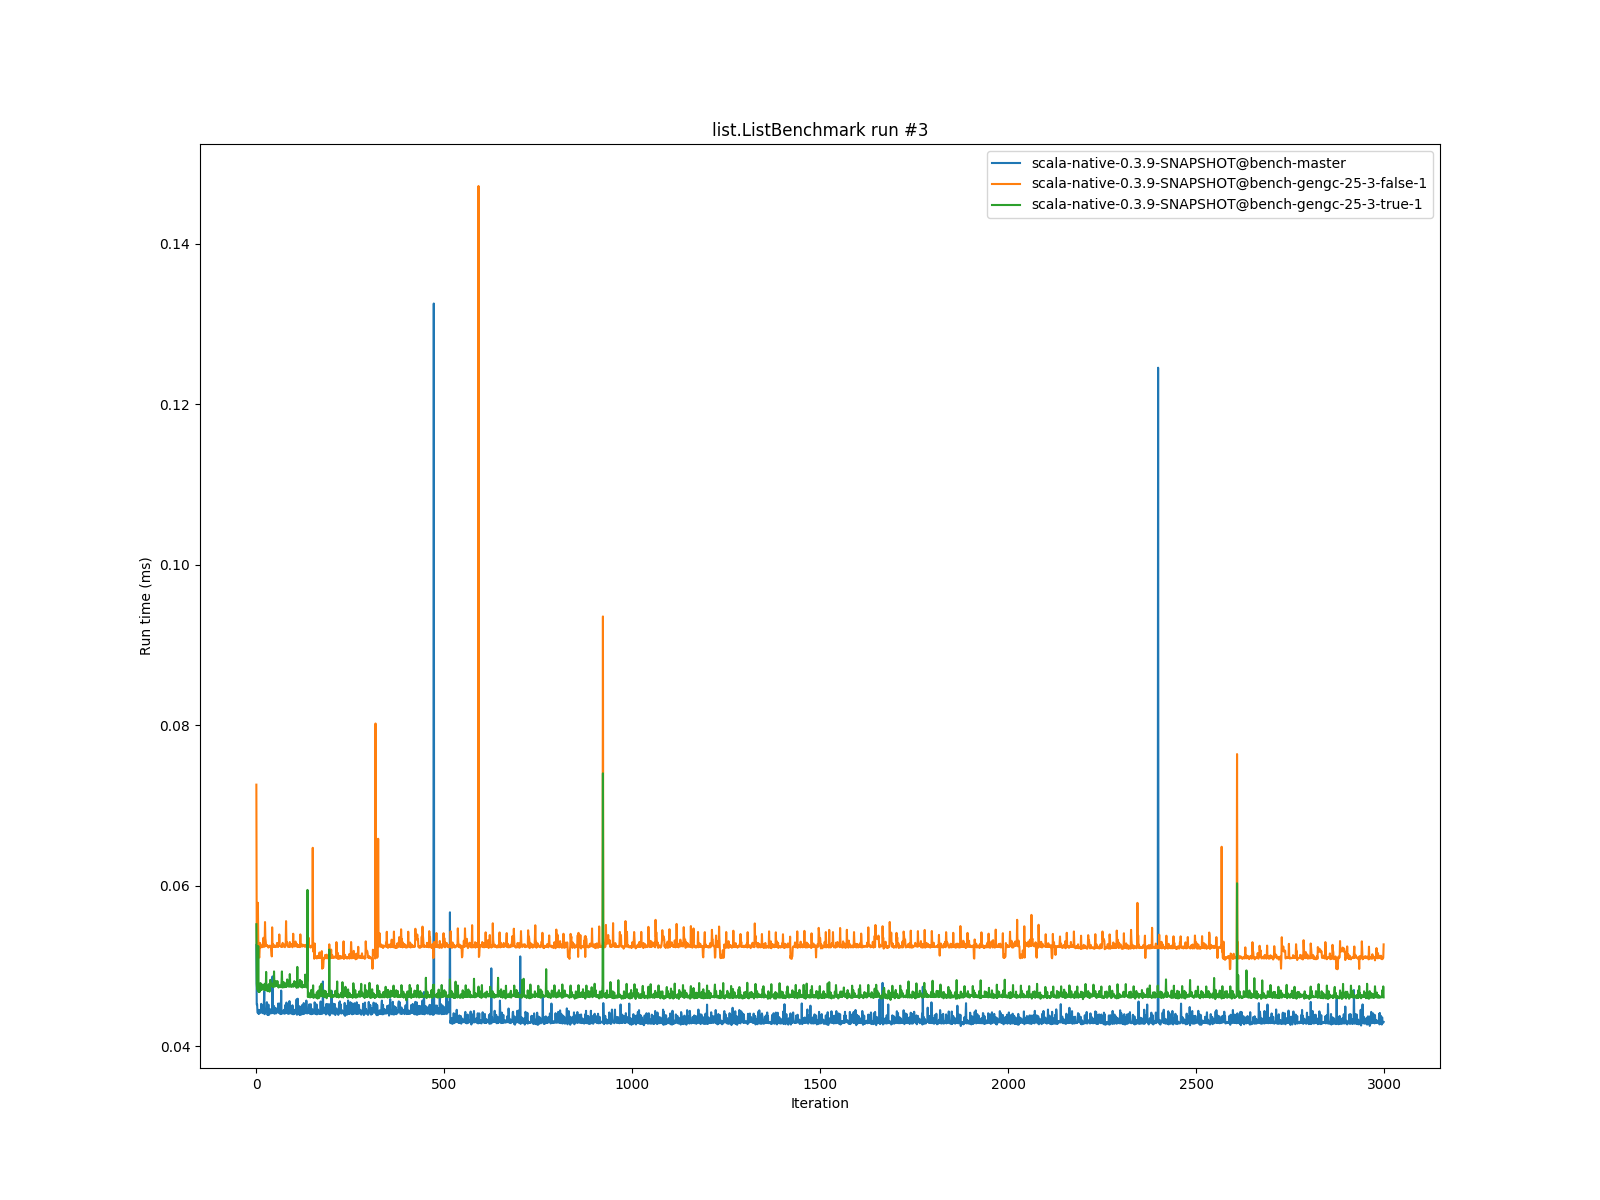 list.ListBenchmark run #3
scala-native-0.3.9-SNAPSHOT@bench-master
scala-native-0.3.9-SNAPSHOT@bench-gengc-25-3-false-1
scala-native-0.3.9-SNAPSHOT@bench-gengc-25-3-true-1
Run time (ms)
0.14
0.12
0.10
0.08
0.06
0.04
0 500 1000 1500 2000 2500 3000
Iteration